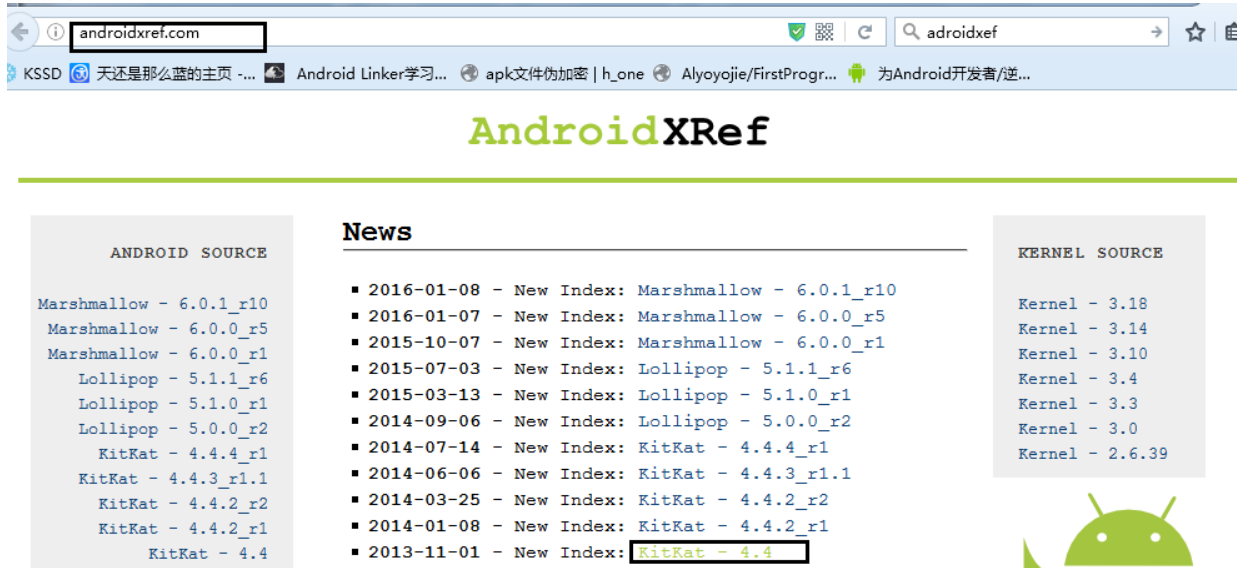 androidxref.com
adroidxef
KSSD 天还是那么蓝的主页 -... Android Linker学习... apk文件伪加密 | h_one Alyoyojie/FirstProgr... 为Android开发者/逆...
AndroidXRef
ANDROID SOURCE
Marshmallow - 6.0.1_r10
Marshmallow - 6.0.0_r5
Marshmallow - 6.0.0_r1
Lollipop - 5.1.1_r6
Lollipop - 5.1.0_r1
Lollipop - 5.0.0_r2
KitKat - 4.4.4_r1
KitKat - 4.4.3_r1.1
KitKat - 4.4.2_r2
KitKat - 4.4.2_r1
KitKat - 4.4
News
2016-01-08 - New Index: Marshmallow - 6.0.1_r10
2016-01-07 - New Index: Marshmallow - 6.0.0_r5
2015-10-07 - New Index: Marshmallow - 6.0.0_r1
2015-07-03 - New Index: Lollipop - 5.1.1_r6
2015-03-13 - New Index: Lollipop - 5.1.0_r1
2014-09-06 - New Index: Lollipop - 5.0.0_r2
2014-07-14 - New Index: KitKat - 4.4.4_r1
2014-06-06 - New Index: KitKat - 4.4.3_r1.1
2014-03-25 - New Index: KitKat - 4.4.2_r2
2014-01-08 - New Index: KitKat - 4.4.2_r1
2013-11-01 - New Index: KitKat - 4.4
KERNEL SOURCE
Kernel - 3.18
Kernel - 3.14
Kernel - 3.10
Kernel - 3.4
Kernel - 3.3
Kernel - 3.0
Kernel - 2.6.39